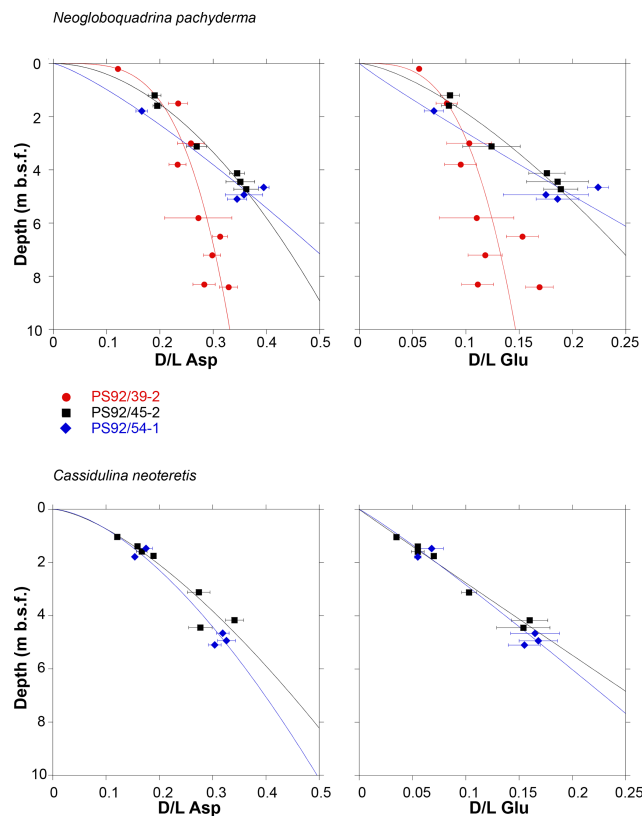 Neogloboquadrina pachyderma
0
2
4
6
8
10
Depth (m b.s.f.)
0 0.1 0.2 0.3 0.4 0.5
D/L Asp
0 0.05 0.1 0.15 0.2 0.25
D/L Glu
PS92/39-2
PS92/45-2
PS92/54-1
Cassidulina neoteretis
0
2
4
6
8
10
Depth (m b.s.f.)
0 0.1 0.2 0.3 0.4 0.5
D/L Asp
0 0.05 0.1 0.15 0.2 0.25
D/L Glu